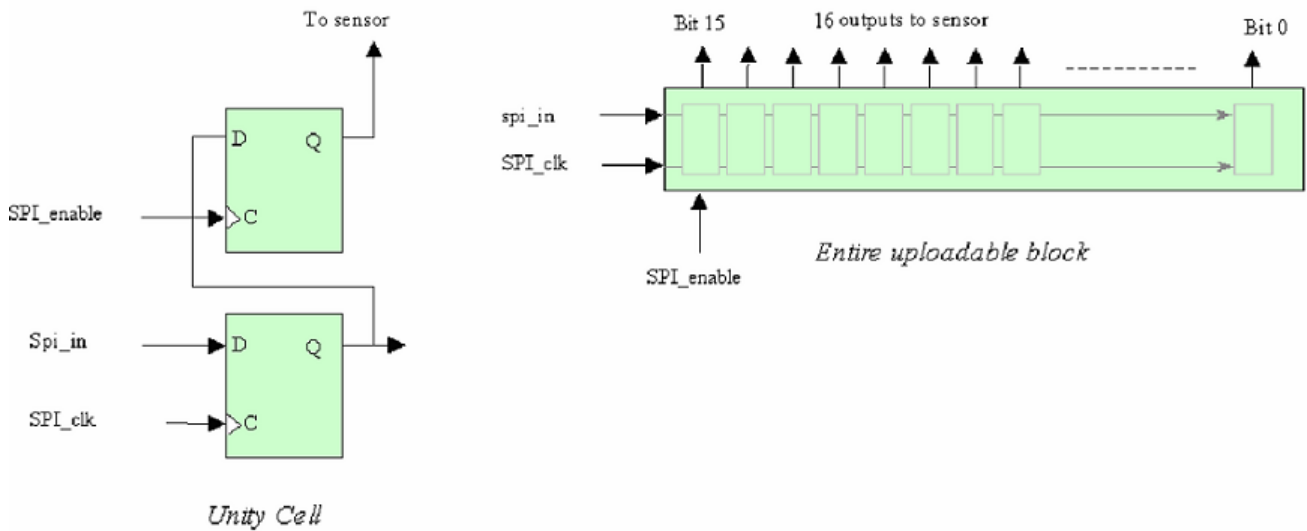 To sensor
D
Q
SPI_enable
C
Spi_in
D
Q
SPI_clk
C
Unity Cell
Bit 15
16 outputs to sensor
Bit 0
spi_in
SPI_clk
SPI_enable
Entire uploadable block